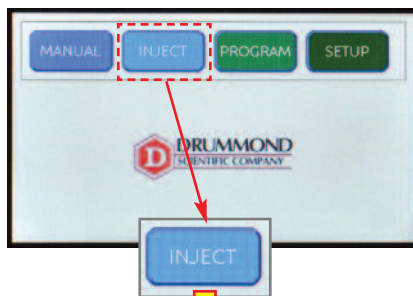 MANUAL INJECT PROGRAM SETUP
D DRUMMOND
SCIENTIFIC COMPANY
INJECT